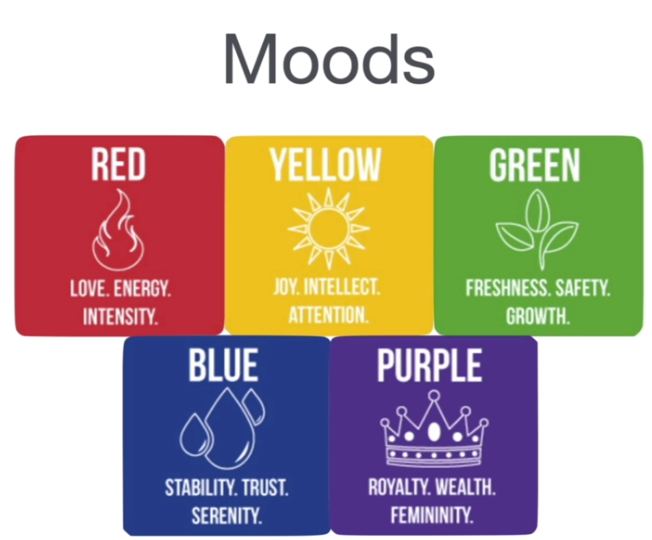 Moods
RED
LOVE. ENERGY.
INTENSITY.
YELLOW
JOY. INTELLECT.
ATTENTION.
GREEN
FRESHNESS. SAFETY.
GROWTH.
BLUE
STABILITY. TRUST.
SERENITY.
PURPLE
ROYALTY. WEALTH.
FEMININITY.